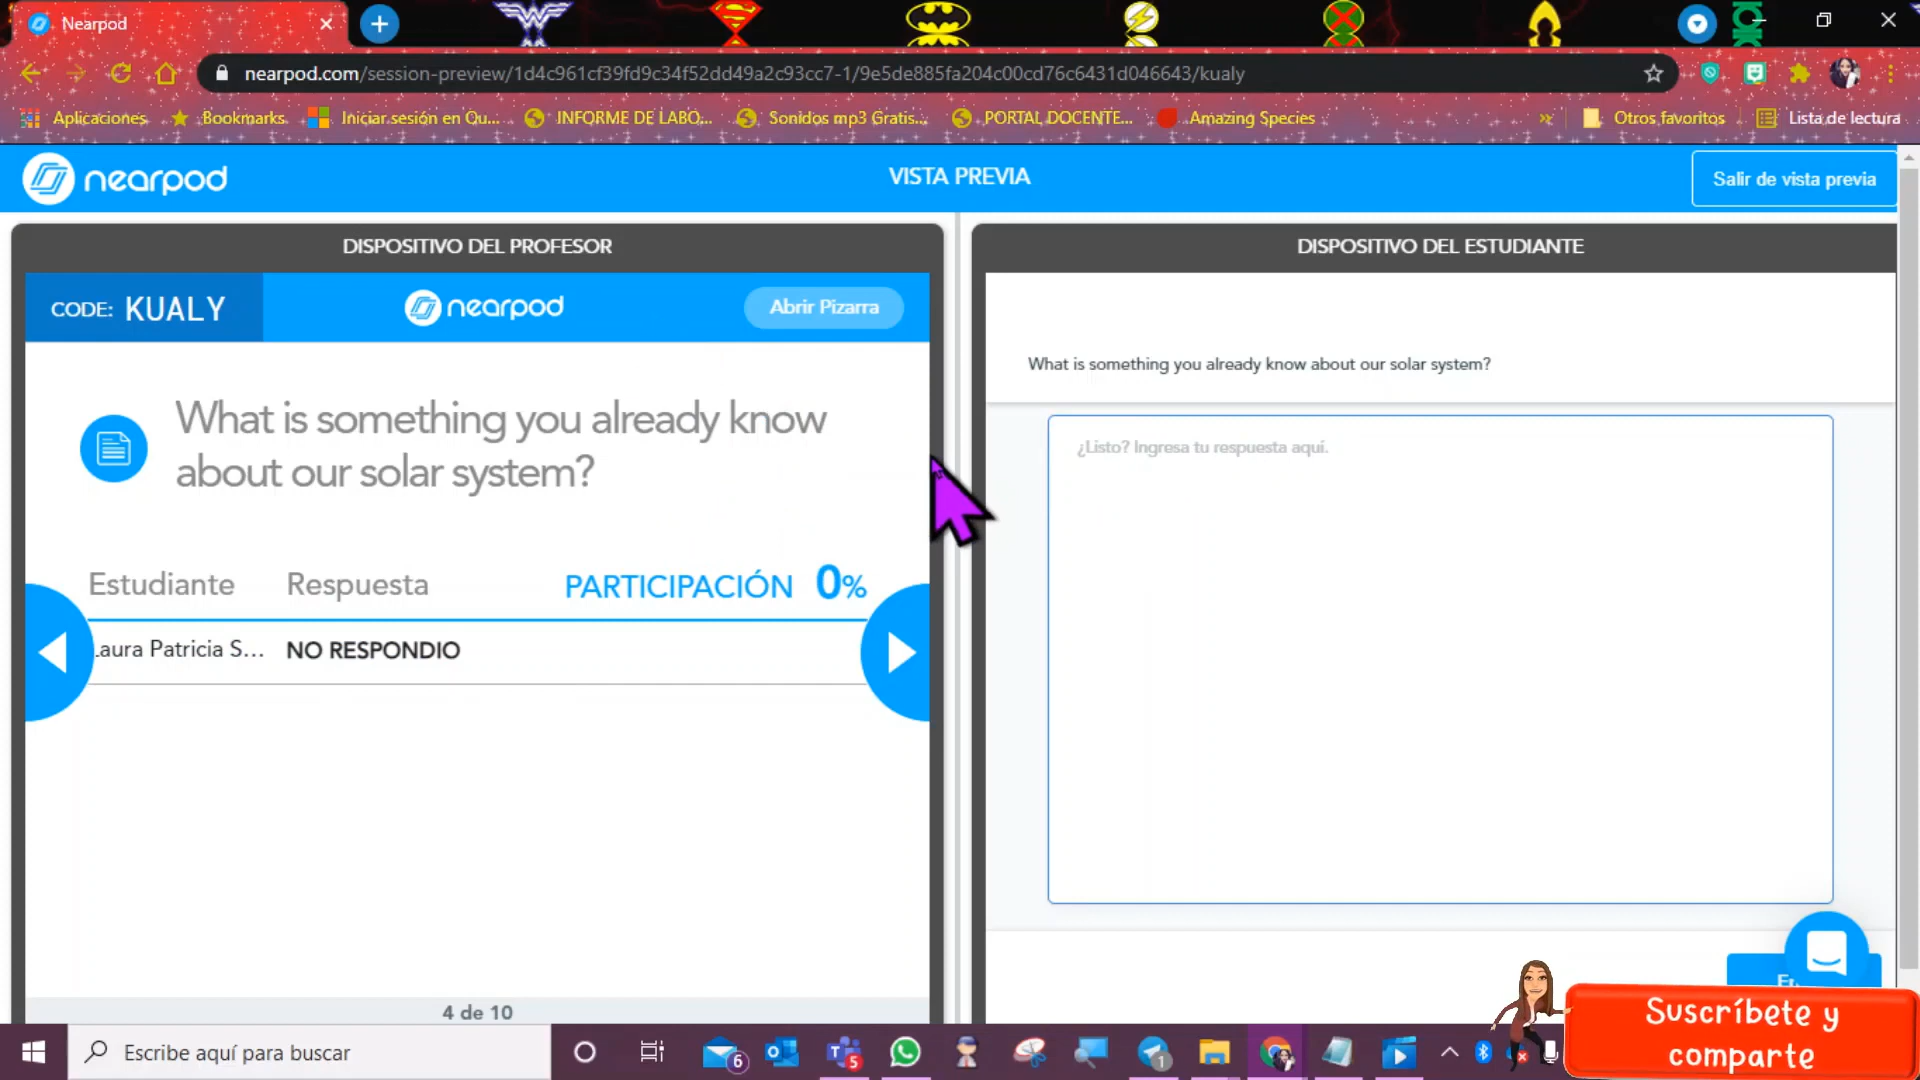 Nearpod
nearpod.com/session-preview/1d4c961cf39fd9c34f52dd49a2c93cc7-1/9e5de885fa204c00cd76c6431d046643/kualy
Aplicaciones Bookmarks Iniciar sesión en Qu... INFORME DE LABO... Sonidos mp3 Gratis... PORTAL DOCENTE... Amazing Species » Otros favoritos Lista de lectura
nearpod VISTA PREVIA Salir de vista previa
DISPOSITIVO DEL PROFESOR
CODE: KUALY nearpod Abrir Pizarra
What is something you already know
about our solar system?
Estudiante Respuesta PARTICIPACIÓN 0%
Laura Patricia S... NO RESPONDIO
4 de 10
DISPOSITIVO DEL ESTUDIANTE
What is something you already know about our solar system?
¿Listo? Ingresa tu respuesta aquí.
Suscríbete y
comparte
Escribe aquí para buscar
6
5
1